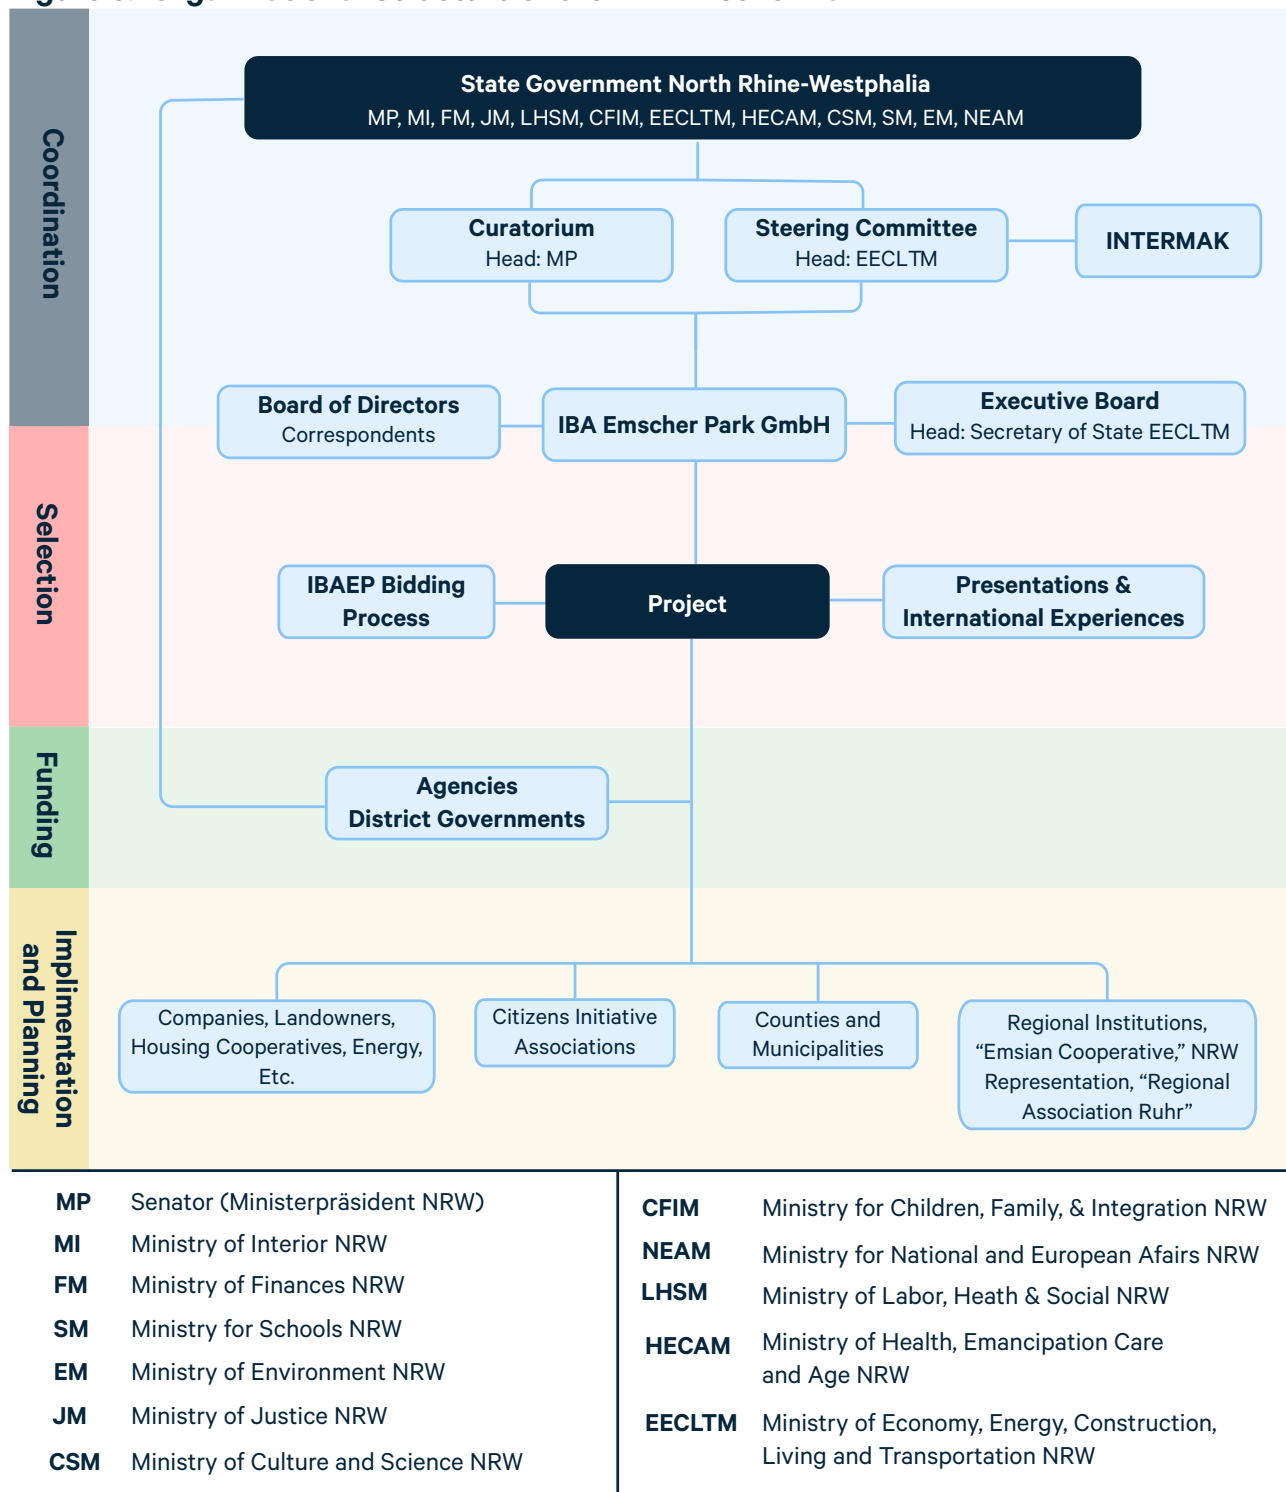 Coordination
State Government North Rhine-Westphalia
MP, MI, FM, JM, LHSM, CFIM, EECLTM, HECAM, CSM, SM, EM, NEAM
Curatorium
Head: MP
Steering Committee
Head: EECLTM
INTERMAK
Board of Directors
Correspondents
IBA Emscher Park GmbH
Executive Board
Head: Secretary of State EECLTM
Selection
IBAEP Bidding
Process
Project
Presentations &
International Experiences
Funding
Agencies
District Governments
Implimentation
and Planning
Companies, Landowners,
Housing Cooperatives, Energy,
Etc.
Citizens Initiative
Associations
Counties and
Municipalities
Regional Institutions,
“Emsian Cooperative,” NRW
Representation, “Regional
Association Ruhr”
MP Senator (Ministerpräsident NRW)
MI Ministry of Interior NRW
FM Ministry of Finances NRW
SM Ministry for Schools NRW
EM Ministry of Environment NRW
JM Ministry of Justice NRW
CSM Ministry of Culture and Science NRW
CFIM Ministry for Children, Family, & Integration NRW
NEAM Ministry for National and European Afairs NRW
LHSM Ministry of Labor, Heath & Social NRW
HECAM Ministry of Health, Emancipation Care
and Age NRW
EECLTM Ministry of Economy, Energy, Construction,
Living and Transportation NRW